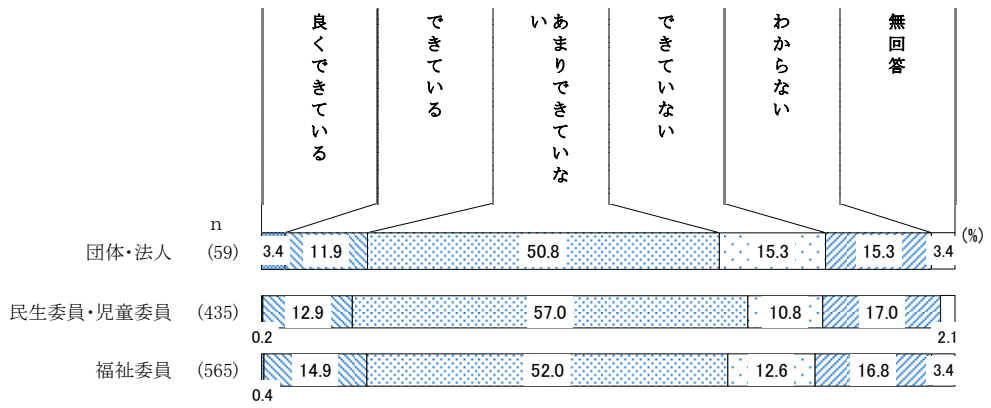 良くできている
できている
あまりできていな
い
できていない
わからない
無回答
n
(%)
団体・法人 (59) 3.4 11.9 50.8 15.3 15.3 3.4
民生委員・児童委員 (435) 12.9 57.0 10.8 17.0
0.2 2.1
福祉委員 (565) 14.9 52.0 12.6 16.8 3.4
0.4